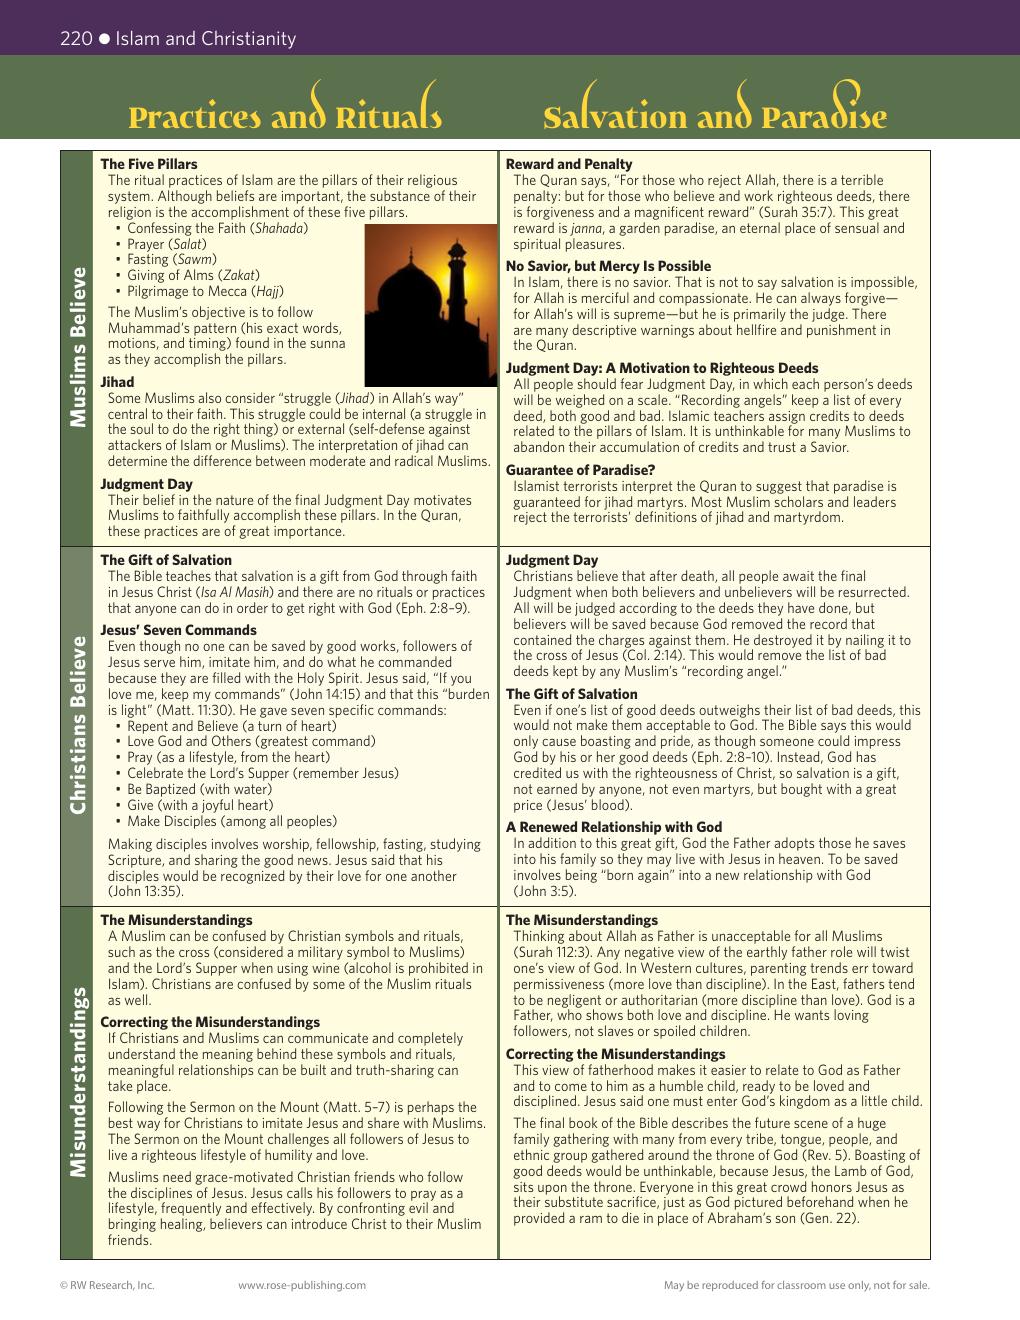 220 ● Islam and Christianity
Practices and Rituals
Salvation and Paradise
Muslims Believe
The Five Pillars
The ritual practices of Islam are the pillars of their religious
system. Although beliefs are important, the substance of their
religion is the accomplishment of these five pillars.
• Confessing the Faith (Shahada)
• Prayer (Salat)
• Fasting (Sawm)
• Giving of Alms (Zakat)
• Pilgrimage to Mecca (Hajj)
The Muslim's objective is to follow
Muhammad's pattern (his exact words,
motions, and timing) found in the sunna
as they accomplish the pillars.
Jihad
Some Muslims also consider “struggle (Jihad) in Allah's way”
central to their faith. This struggle could be internal (a struggle in
the soul to do the right thing) or external (self-defense against
attackers of Islam or Muslims). The interpretation of jihad can
determine the difference between moderate and radical Muslims.
Judgment Day
Their belief in the nature of the final Judgment Day motivates
Muslims to faithfully accomplish these pillars. In the Quran,
these practices are of great importance.
Reward and Penalty
The Quran says, “For those who reject Allah, there is a terrible
penalty: but for those who believe and work righteous deeds, there
is forgiveness and a magnificent reward” (Surah 35:7). This great
reward is janna, a garden paradise, an eternal place of sensual and
spiritual pleasures.
No Savior, but Mercy Is Possible
In Islam, there is no savior. That is not to say salvation is impossible,
for Allah is merciful and compassionate. He can always forgive—
for Allah's will is supreme—but he is primarily the judge. There
are many descriptive warnings about hellfire and punishment in
the Quran.
Judgment Day: A Motivation to Righteous Deeds
All people should fear Judgment Day, in which each person's deeds
will be weighed on a scale. “Recording angels” keep a list of every
deed, both good and bad. Islamic teachers assign credits to deeds
related to the pillars of Islam. It is unthinkable for many Muslims to
abandon their accumulation of credits and trust a Savior.
Guarantee of Paradise?
Islamist terrorists interpret the Quran to suggest that paradise is
guaranteed for jihad martyrs. Most Muslim scholars and leaders
reject the terrorists' definitions of jihad and martyrdom.
Christians Believe
The Gift of Salvation
The Bible teaches that salvation is a gift from God through faith
in Jesus Christ (Isa Al Masih) and there are no rituals or practices
that anyone can do in order to get right with God (Eph. 2:8–9).
Jesus' Seven Commands
Even though no one can be saved by good works, followers of
Jesus serve him, imitate him, and do what he commanded
because they are filled with the Holy Spirit. Jesus said, “If you
love me, keep my commands” (John 14:15) and that this “burden
is light” (Matt. 11:30). He gave seven specific commands:
• Repent and Believe (a turn of heart)
• Love God and Others (greatest command)
• Pray (as a lifestyle, from the heart)
• Celebrate the Lord's Supper (remember Jesus)
• Be Baptized (with water)
• Give (with a joyful heart)
• Make Disciples (among all peoples)
Making disciples involves worship, fellowship, fasting, studying
Scripture, and sharing the good news. Jesus said that his
disciples would be recognized by their love for one another
(John 13:35).
Judgment Day
Christians believe that after death, all people await the final
Judgment when both believers and unbelievers will be resurrected.
All will be judged according to the deeds they have done, but
believers will be saved because God removed the record that
contained the charges against them. He destroyed it by nailing it to
the cross of Jesus (Col. 2:14). This would remove the list of bad
deeds kept by any Muslim's “recording angel.”
The Gift of Salvation
Even if one's list of good deeds outweighs their list of bad deeds, this
would not make them acceptable to God. The Bible says this would
only cause boasting and pride, as though someone could impress
God by his or her good deeds (Eph. 2:8–10). Instead, God has
credited us with the righteousness of Christ, so salvation is a gift,
not earned by anyone, not even martyrs, but bought with a great
price (Jesus' blood).
A Renewed Relationship with God
In addition to this great gift, God the Father adopts those he saves
into his family so they may live with Jesus in heaven. To be saved
involves being “born again” into a new relationship with God
(John 3:5).
Misunderstandings
The Misunderstandings
A Muslim can be confused by Christian symbols and rituals,
such as the cross (considered a military symbol to Muslims)
and the Lord's Supper when using wine (alcohol is prohibited in
Islam). Christians are confused by some of the Muslim rituals
as well.
Correcting the Misunderstandings
If Christians and Muslims can communicate and completely
understand the meaning behind these symbols and rituals,
meaningful relationships can be built and truth-sharing can
take place.
Following the Sermon on the Mount (Matt. 5–7) is perhaps the
best way for Christians to imitate Jesus and share with Muslims.
The Sermon on the Mount challenges all followers of Jesus to
live a righteous lifestyle of humility and love.
Muslims need grace-motivated Christian friends who follow
the disciplines of Jesus. Jesus calls his followers to pray as a
lifestyle, frequently and effectively. By confronting evil and
bringing healing, believers can introduce Christ to their Muslim
friends.
The Misunderstandings
Thinking about Allah as Father is unacceptable for all Muslims
(Surah 112:3). Any negative view of the earthly father role will twist
one's view of God. In Western cultures, parenting trends err toward
permissiveness (more love than discipline). In the East, fathers tend
to be negligent or authoritarian (more discipline than love). God is a
Father, who shows both love and discipline. He wants loving
followers, not slaves or spoiled children.
Correcting the Misunderstandings
This view of fatherhood makes it easier to relate to God as Father
and to come to him as a humble child, ready to be loved and
disciplined. Jesus said one must enter God's kingdom as a little child.
The final book of the Bible describes the future scene of a huge
family gathering with many from every tribe, tongue, people, and
ethnic group gathered around the throne of God (Rev. 5). Boasting of
good deeds would be unthinkable, because Jesus, the Lamb of God,
sits upon the throne. Everyone in this great crowd honors Jesus as
their substitute sacrifice, just as God pictured beforehand when he
provided a ram to die in place of Abraham's son (Gen. 22).
© RW Research, Inc.
www.rose-publishing.com
May be reproduced for classroom use only, not for sale.